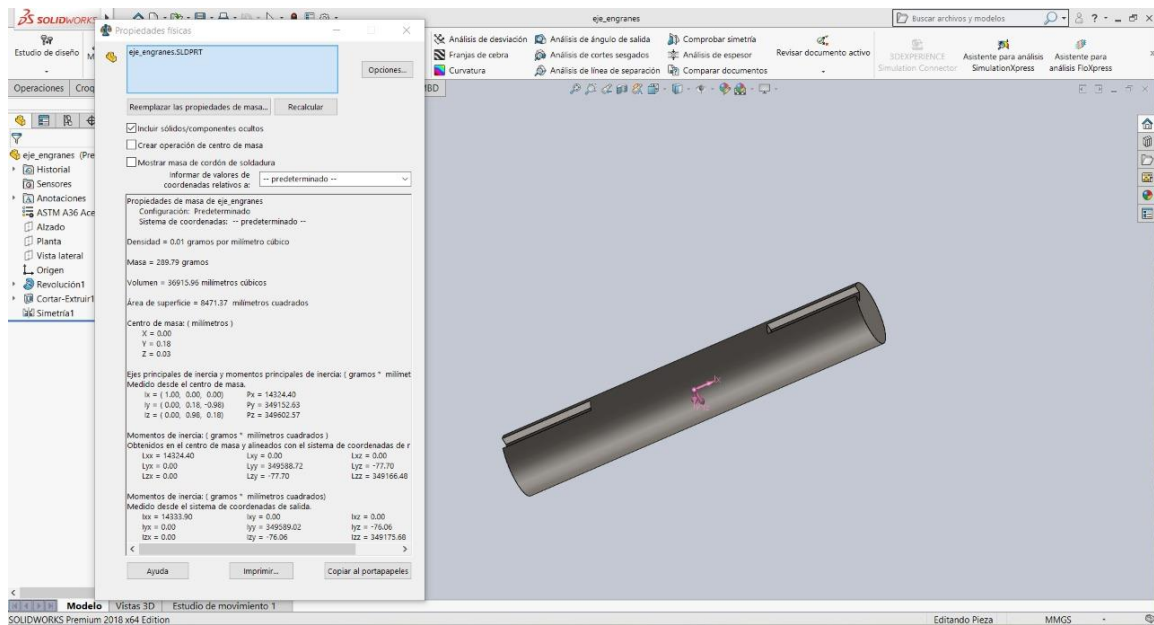 SOLIDWORKS
eje_engranes
Buscar archivos y modelos
Propiedades físicas
eje_engranes.SLDPRT
Opciones...
Reemplazar las propiedades de masa...
Recalcular
Incluir sólidos/componentes ocultos
Crear operación de centro de masa
Mostrar masa de cordón de soldadura
Informar de valores de coordenadas relativos a:
-- predeterminado --
Propiedades de masa de eje_engranes
Configuración: Predeterminado
Sistema de coordenadas: -- predeterminado --
Densidad = 0.01 gramos por milímetro cúbico
Masa = 289.79 gramos
Volumen = 36915.96 milímetros cúbicos
Área de superficie = 8471.37 milímetros cuadrados
Centro de masa: ( milímetros )
X = 0.00
Y = 0.18
Z = 0.03
Ejes principales de inercia y momentos principales de inercia: ( gramos * milímet
Medido desde el centro de masa.
Ix = ( 1.00, 0.00, 0.00) Px = 14324.40
Iy = ( 0.00, 0.18, -0.98) Py = 349152.63
Iz = ( 0.00, 0.98, 0.18) Pz = 349602.57
Momentos de inercia: ( gramos * milímetros cuadrados )
Obtenidos en el centro de masa y alineados con el sistema de coordenadas de r
Lxx = 14324.40 Lxy = 0.00 Lxz = 0.00
Lyx = 0.00 Lyy = 349588.72 Lyz = -77.70
Lzx = 0.00 Lzy = -77.70 Lzz = 349166.48
Momentos de inercia: ( gramos * milímetros cuadrados)
Medido desde el sistema de coordenadas de salida.
Ixx = 14333.90 Ixy = 0.00 Ixz = 0.00
Iyx = 0.00 Iyy = 349589.02 Iyz = -76.06
Izx = 0.00 Izy = -76.06 Izz = 349175.68
Ayuda
Imprimir...
Copiar al portapapeles
Estudio de diseño
M
Análisis de desviación
Análisis de ángulo de salida
Comprobar simetría
Franjas de cebra
Análisis de cortes sesgados
Análisis de espesor
Curvatura
Análisis de línea de separación
Comparar documentos
Revisar documento activo
3DEXPERIENCE
Simulation Connector
Asistente para análisis
SimulationXpress
Asistente para
análisis FloXpress
Operaciones
Croq
MBD
eje_engranes (Pre
Historial
Sensores
Anotaciones
ASTM A36 Ace
Alzado
Planta
Vista lateral
Origen
Revolución1
Cortar-Extruir1
Simetría1
Modelo
Vistas 3D
Estudio de movimiento 1
SOLIDWORKS Premium 2018 x64 Edition
Editando Pieza
MMGS